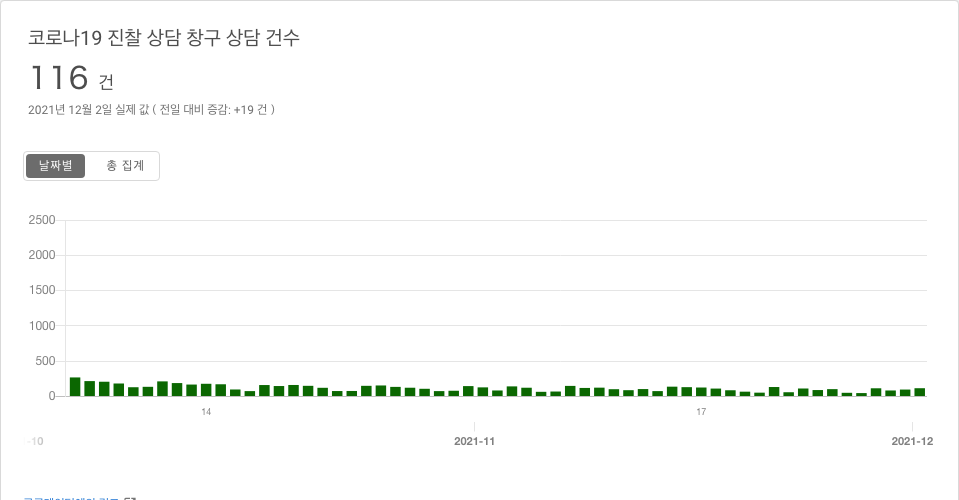 코로나19 진찰 상담 창구 상담 건수
116 건
2021년 12월 2일 실제 값 ( 전일 대비 증감: +19 건 )
날짜별 총 집계
2500
2000
1500
1000
500
0
14 17
-10 2021-11 2021-12